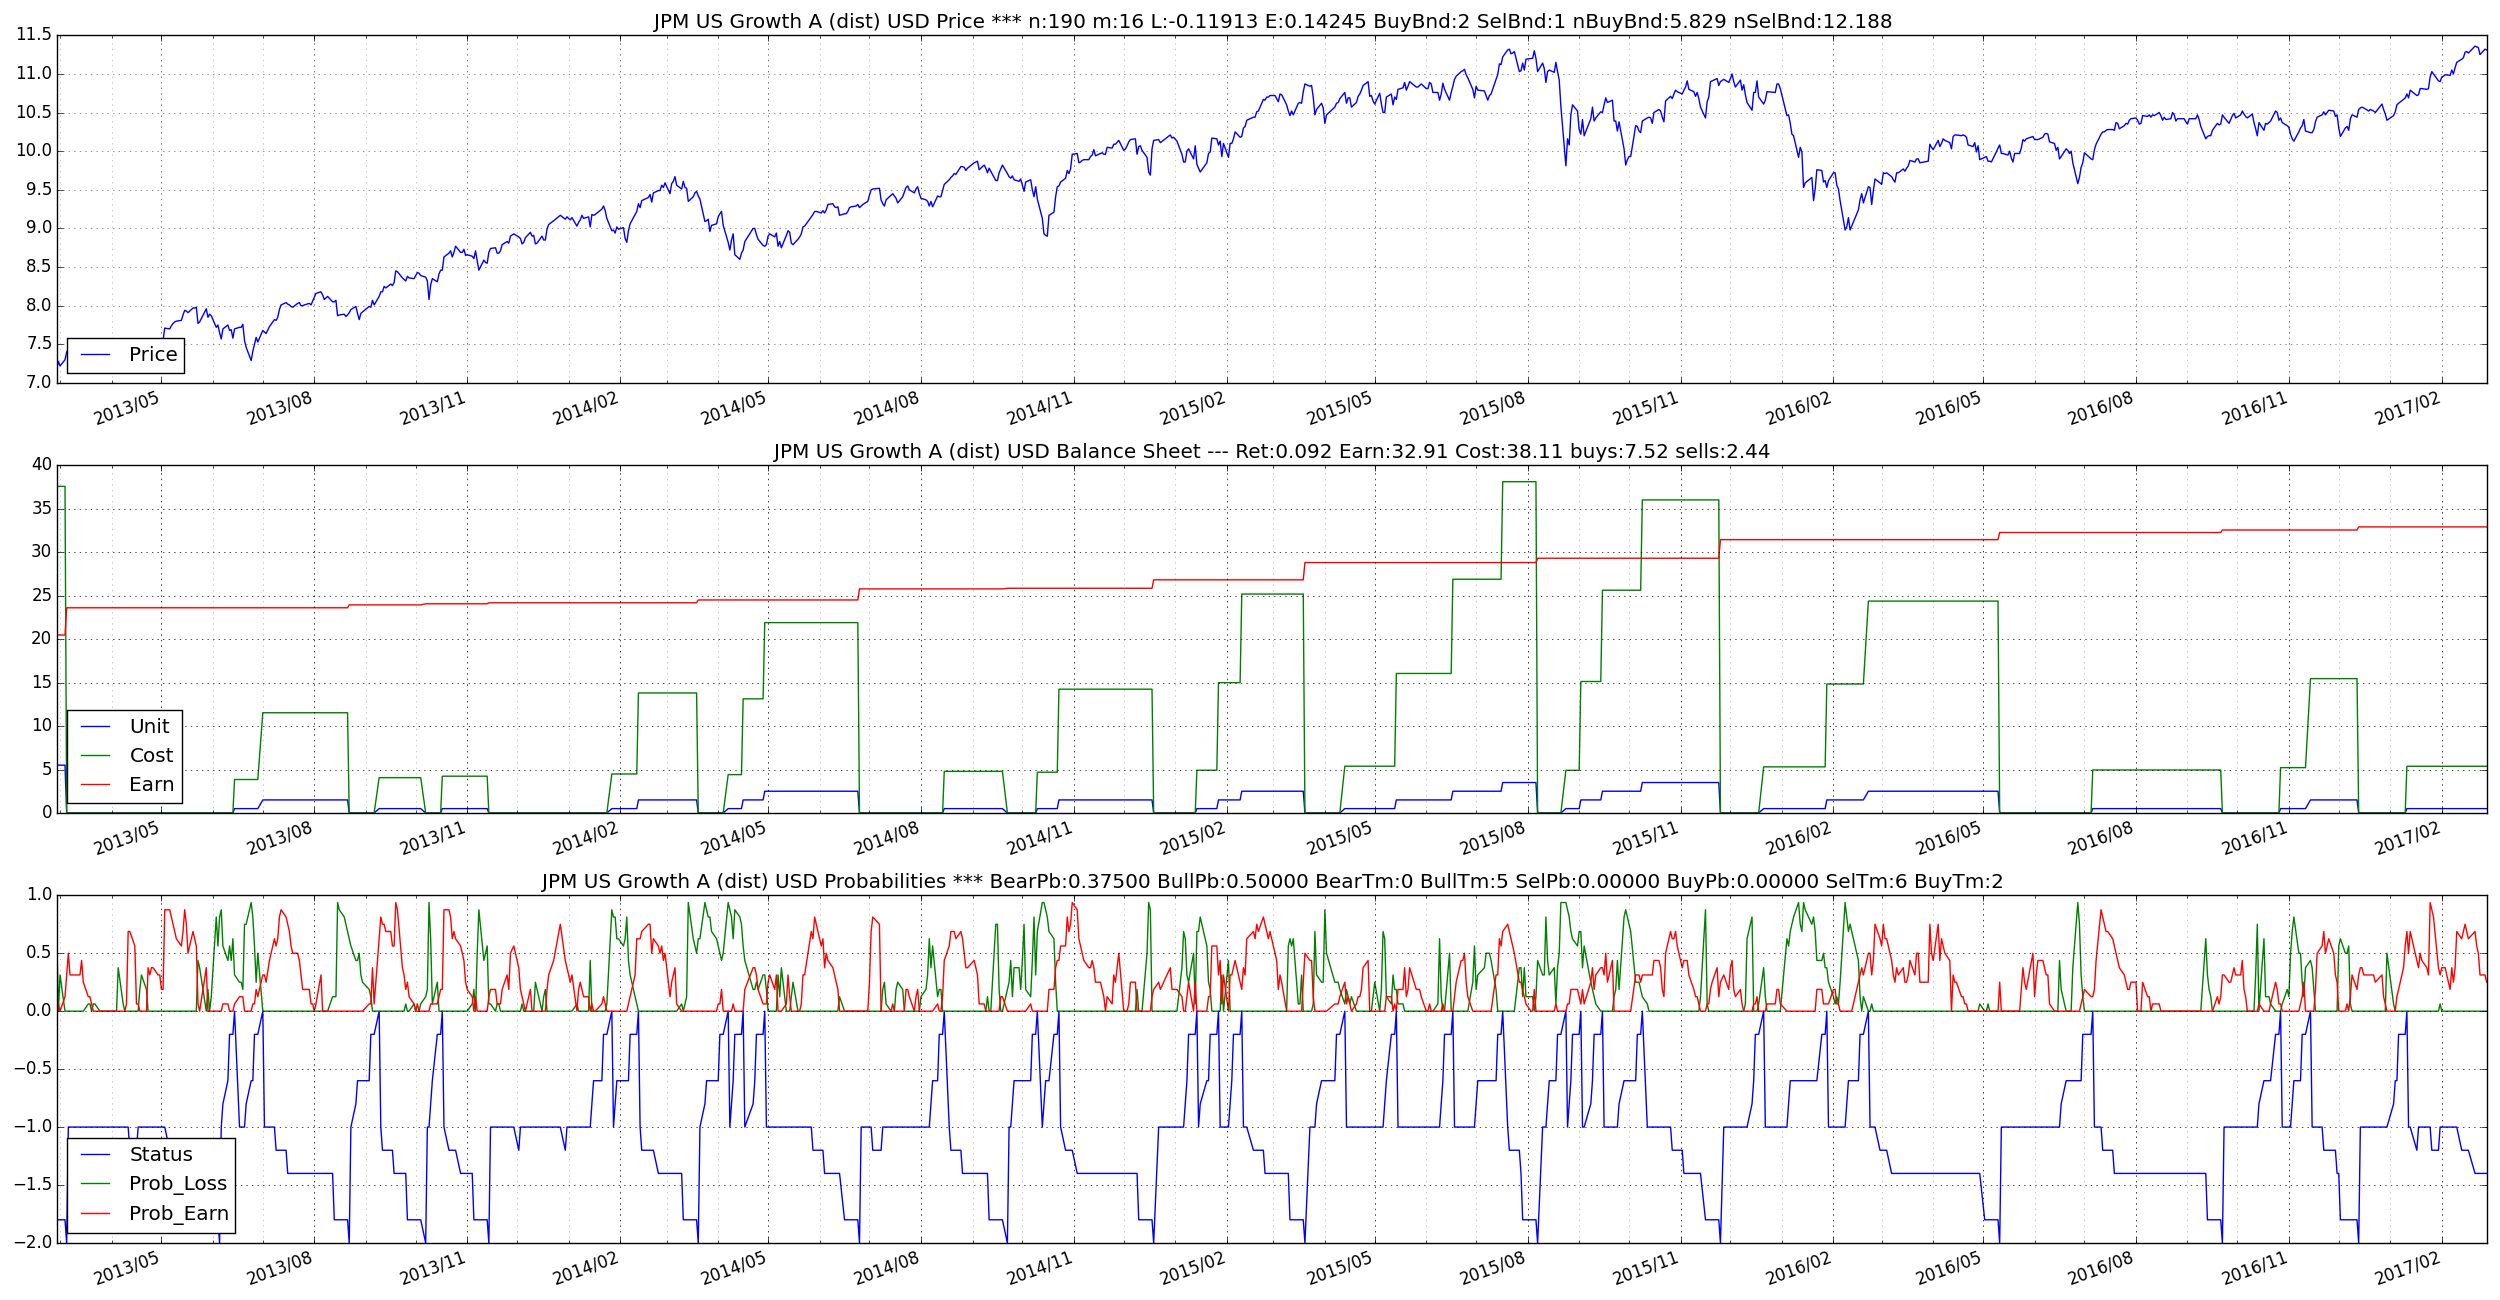 JPM US Growth A (dist) USD Price *** n:190 m:16 L:-0.11913 E:0.14245 BuyBnd:2 SelBnd:1 nBuyBnd:5.829 nSelBnd:12.188
11.5
11.0
10.5
10.0
9.5
9.0
8.5
8.0
7.5
7.0
Price
2013/05 2013/08 2013/11 2014/02 2014/05 2014/08 2014/11 2015/02 2015/05 2015/08 2015/11 2016/02 2016/05 2016/08 2016/11 2017/02
JPM US Growth A (dist) USD Balance Sheet --- Ret:0.092 Earn:32.91 Cost:38.11 buys:7.52 sells:2.44
40
35
30
25
20
15
10
5
0
Unit
Cost
Earn
2013/05 2013/08 2013/11 2014/02 2014/05 2014/08 2014/11 2015/02 2015/05 2015/08 2015/11 2016/02 2016/05 2016/08 2016/11 2017/02
JPM US Growth A (dist) USD Probabilities *** BearPb:0.37500 BullPb:0.50000 BearTm:0 BullTm:5 SelPb:0.00000 BuyPb:0.00000 SelTm:6 BuyTm:2
1.0
0.5
0.0
−0.5
−1.0
−1.5
−2.0
Status
Prob_Loss
Prob_Earn
2013/05 2013/08 2013/11 2014/02 2014/05 2014/08 2014/11 2015/02 2015/05 2015/08 2015/11 2016/02 2016/05 2016/08 2016/11 2017/02